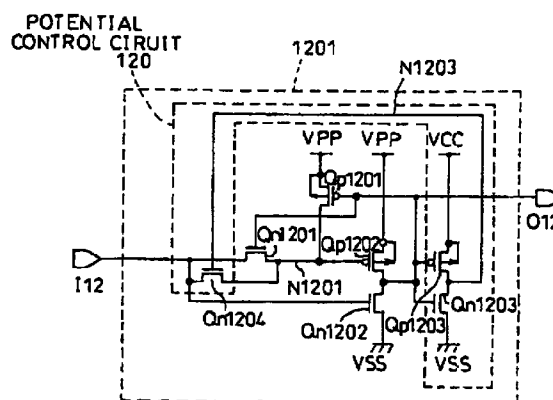 POTENTIAL
CONTROL CIRUIT
120
1201
N1203
VPP
VPP
VCC
Qp1201
O12
Qn1201
Qp1202
I12
N1201
Qn1203
Qn1204
Qp1203
Qn1202
VSS
VSS